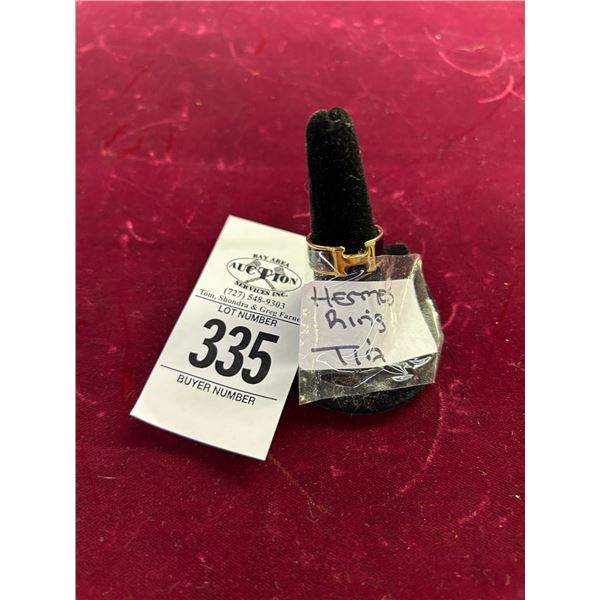 BAY AREA
AUCTION
SERVICES INC.
(727) 548-9303
Tom, Shondra & Greg Farne
LOT NUMBER
335
BUYER NUMBER
Hermes
Ring